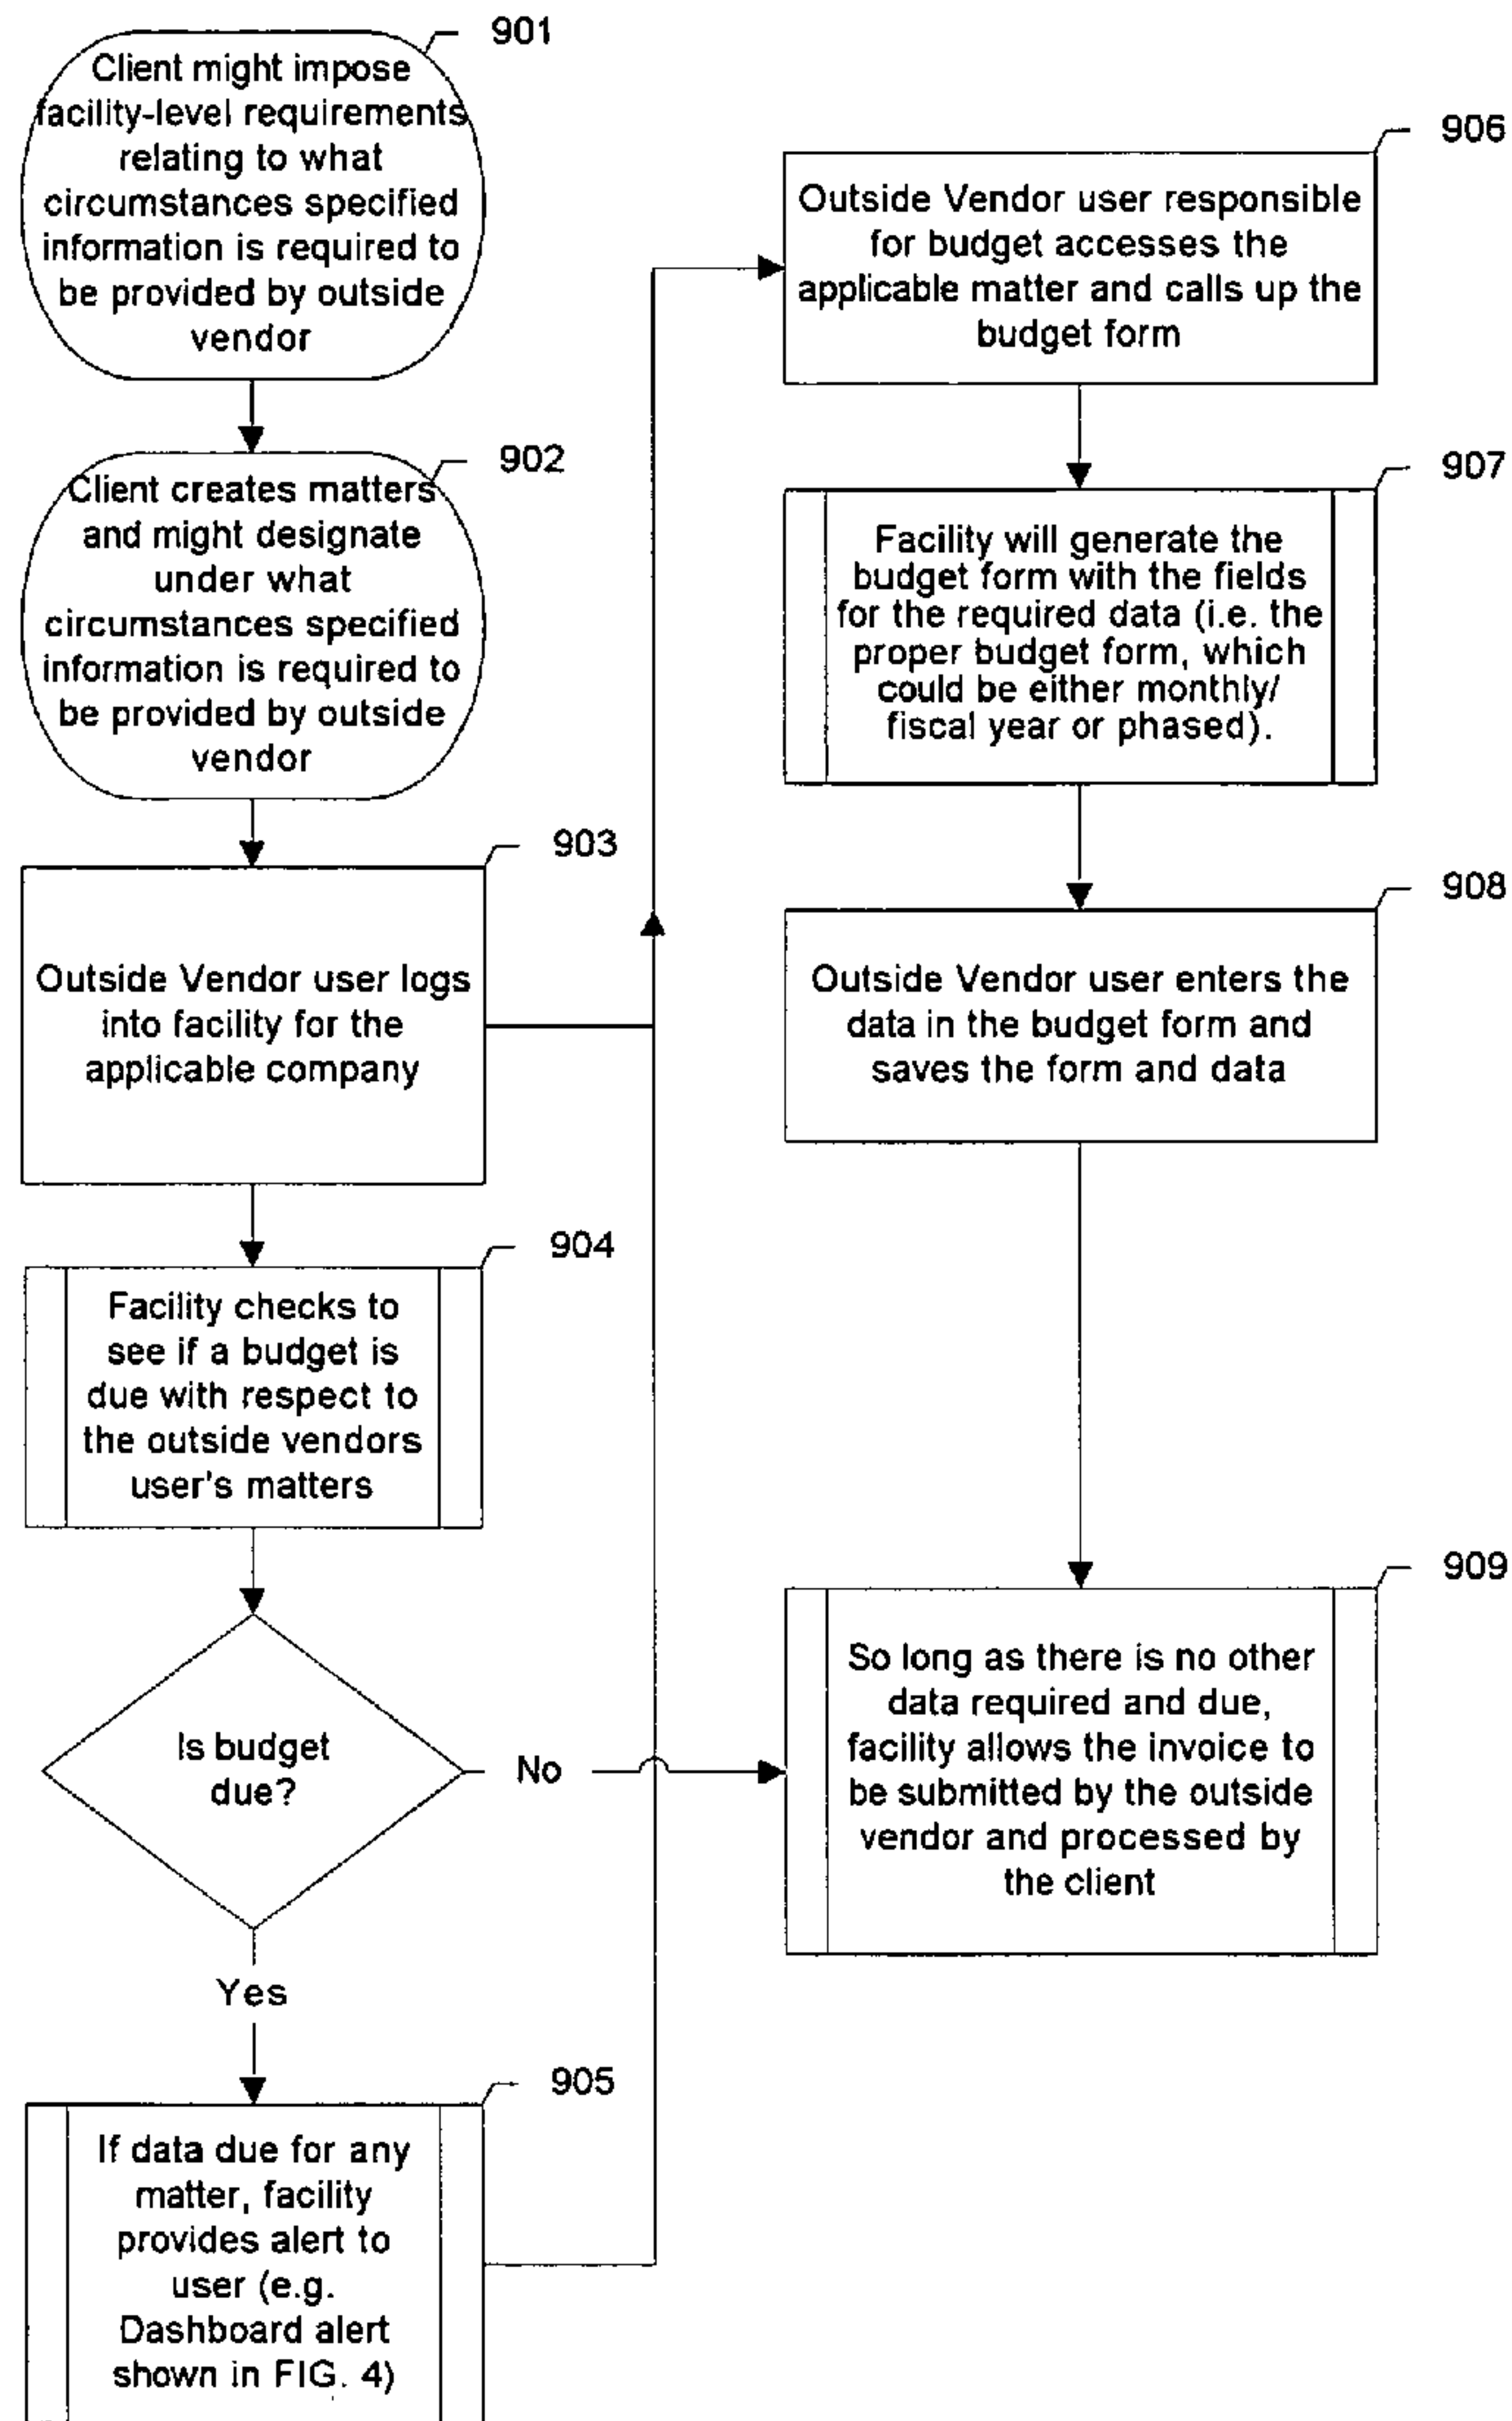 901
Client might impose
facility-level requirements
relating to what
circumstances specified
information is required to
be provided by outside
vendor
902
Client creates matters
and might designate
under what
circumstances specified
information is required to
be provided by outside
vendor
903
Outside Vendor user logs
into facility for the
applicable company
904
Facility checks to
see if a budget is
due with respect to
the outside vendors
user's matters
Is budget
due?
No
Yes
905
If data due for any
matter, facility
provides alert to
user (e.g.
Dashboard alert
shown in FIG. 4)
906
Outside Vendor user responsible
for budget accesses the
applicable matter and calls up the
budget form
907
Facility will generate the
budget form with the fields
for the required data (i.e. the
proper budget form, which
could be either monthly/
fiscal year or phased).
908
Outside Vendor user enters the
data in the budget form and
saves the form and data
909
So long as there is no other
data required and due,
facility allows the invoice to
be submitted by the outside
vendor and processed by
the client